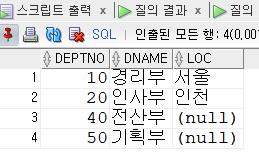 스크립트 출력 × 질의 결과 × 질의
SQL | 인출된 모든 행: 4(0,00
DEPTNO DNAME LOC
1 10 경리부 서울
2 20 인사부 인천
3 40 전산부 (null)
4 50 기획부 (null)